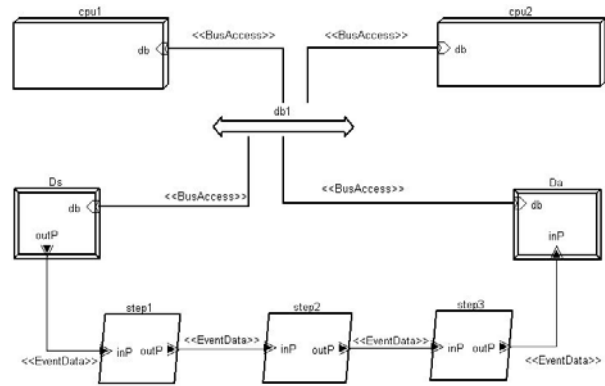 cpu1
cpu2
db
<<BusAccess>>
<<BusAccess>>
db
db1
Ds
<<BusAccess>>
<<BusAccess>>
Da
db
db
outP
inP
step1
step2
step3
<<EventData>>
<<EventData>>
inP
outP
inP
outP
inP
outP
<<EventData>>
<<EventData>>